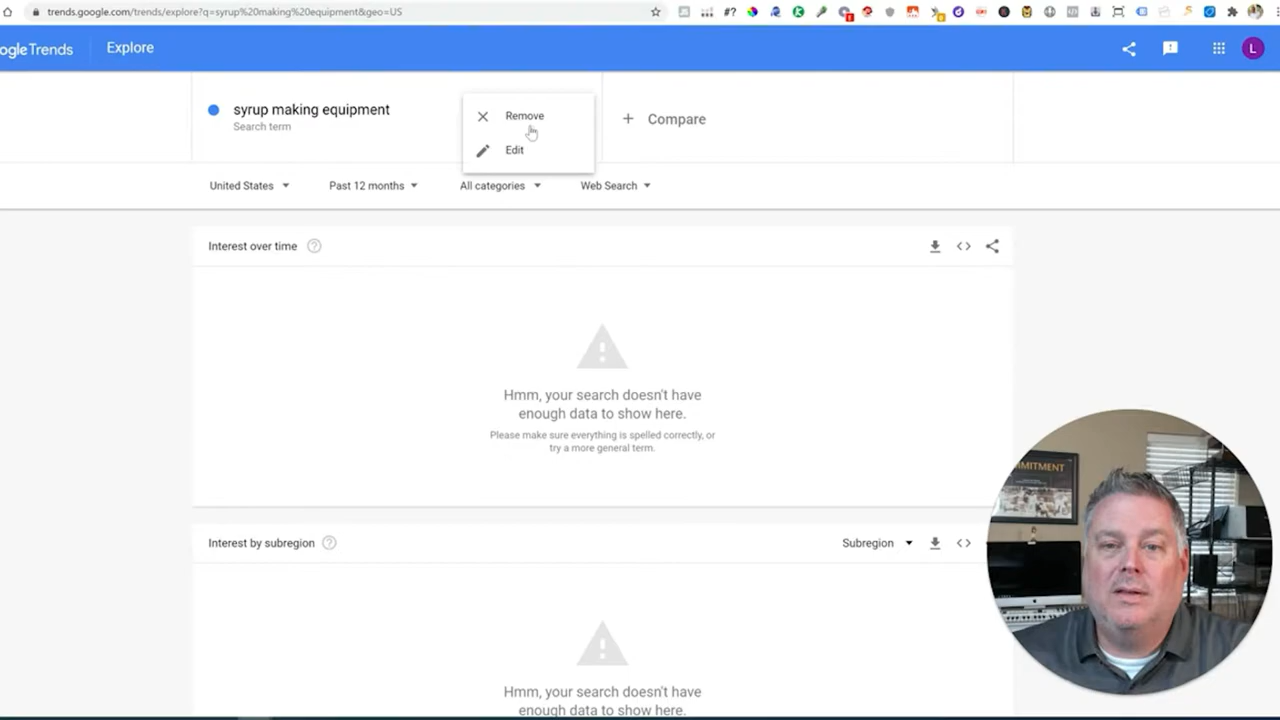 trends.google.com/trends/explore?q=syrup%20making%20equipment&geo=US
#?
ogle Trends
Explore
L
syrup making equipment
Search term
Remove
Edit
+ Compare
United States
Past 12 months
All categories
Web Search
Interest over time
?
<>
Hmm, your search doesn't have
enough data to show here.
Please make sure everything is spelled correctly, or
try a more general term.
Interest by subregion
?
Subregion
<>
Hmm, your search doesn't have
enough data to show here.
MMITMENT